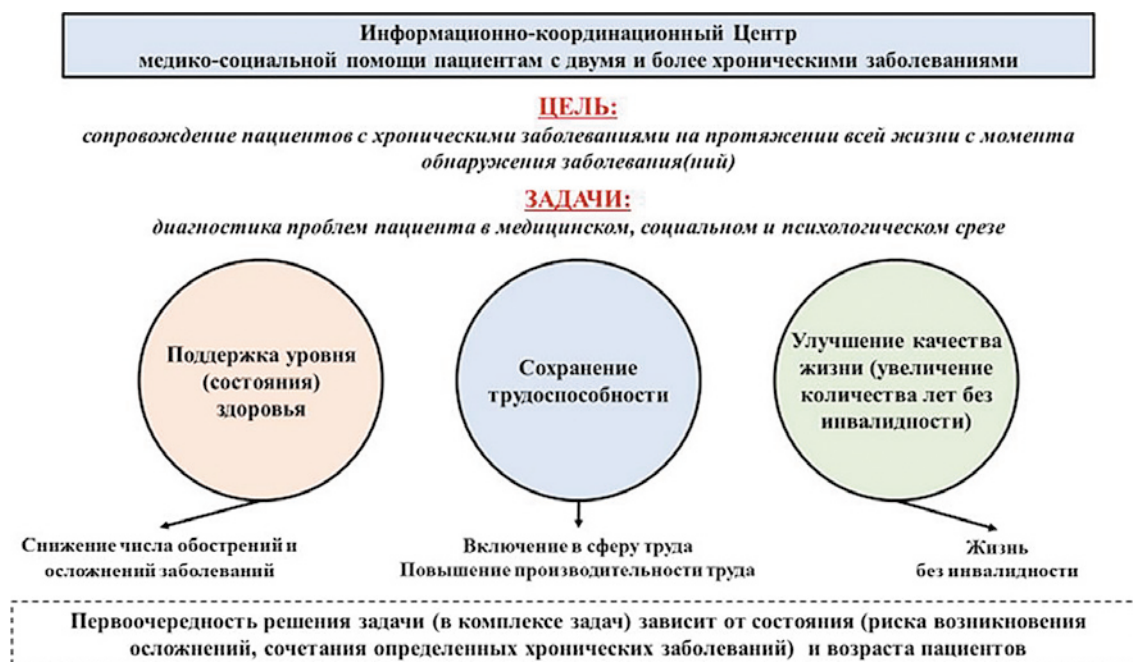 Информационно-координационный Центр
медико-социальной помощи пациентам с двумя и более хроническими заболеваниями
ЦЕЛЬ:
сопровождение пациентов с хроническими заболеваниями на протяжении всей жизни с момента
обнаружения заболевания(ний)
ЗАДАЧИ:
диагностика проблем пациента в медицинском, социальном и психологическом срезе
Поддержка уровня
(состояния)
здоровья
Сохранение
трудоспособности
Улучшение качества
жизни (увеличение
количества лет без
инвалидности)
Снижение числа обострений и
осложнений заболеваний
Включение в сферу труда
Повышение производительности труда
Жизнь
без инвалидности
Первоочередность решения задачи (в комплексе задач) зависит от состояния (риска возникновения
осложнений, сочетания определенных хронических заболеваний) и возраста пациентов